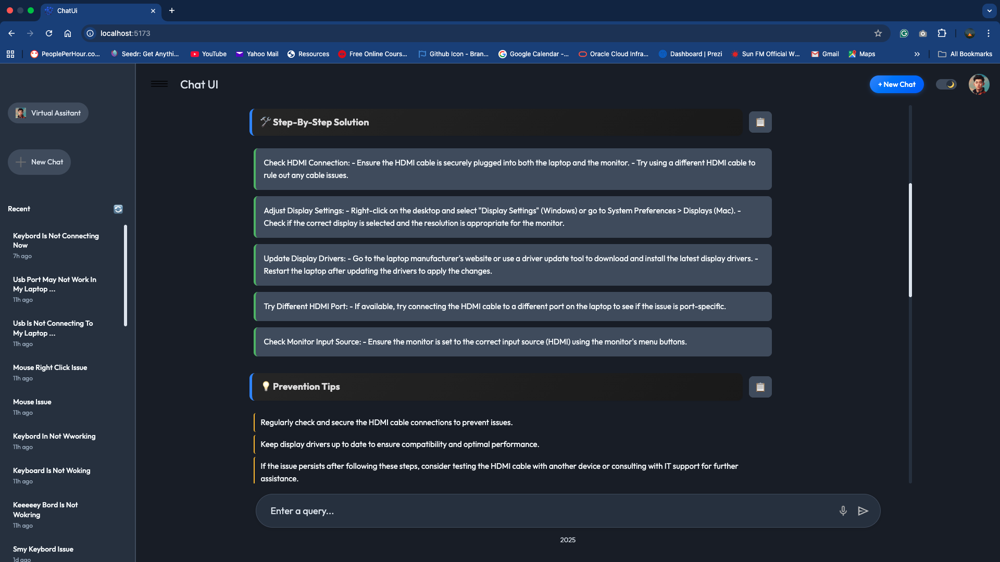 ChatUi
localhost:5173
PeoplePerHour.co...
Seedr: Get Anythi...
YouTube
Yahoo Mail
Resources
Free Online Cours...
Github Icon - Bran...
Google Calendar -...
Oracle Cloud Infra...
Dashboard | Prezi
Sun FM Official W...
Gmail
Maps
All Bookmarks
Chat UI
+ New Chat
Virtual Assitant
New Chat
Recent
Keybord Is Not Connecting
Now
7h ago
Usb Port May Not Work In
My Laptop ...
11h ago
Usb Is Not Connecting To
My Laptop ...
11h ago
Mouse Right Click Issue
11h ago
Mouse Issue
11h ago
Keybord In Not Wworking
11h ago
Keyboard Is Not Woking
11h ago
Keeeeey Bord Is Not
Wokring
11h ago
Smy Keybord Issue
1d ago
Step-By-Step Solution
Check HDMI Connection: - Ensure the HDMI cable is securely plugged into both the laptop and the monitor. - Try using a different HDMI cable to
rule out any cable issues.
Adjust Display Settings: - Right-click on the desktop and select "Display Settings" (Windows) or go to System Preferences > Displays (Mac). -
Check if the correct display is selected and the resolution is appropriate for the monitor.
Update Display Drivers: - Go to the laptop manufacturer's website or use a driver update tool to download and install the latest display drivers. -
Restart the laptop after updating the drivers to apply the changes.
Try Different HDMI Port: - If available, try connecting the HDMI cable to a different port on the laptop to see if the issue is port-specific.
Check Monitor Input Source: - Ensure the monitor is set to the correct input source (HDMI) using the monitor's menu buttons.
Prevention Tips
Regularly check and secure the HDMI cable connections to prevent issues.
Keep display drivers up to date to ensure compatibility and optimal performance.
If the issue persists after following these steps, consider testing the HDMI cable with another device or consulting with IT support for further
assistance.
Enter a query...
2025